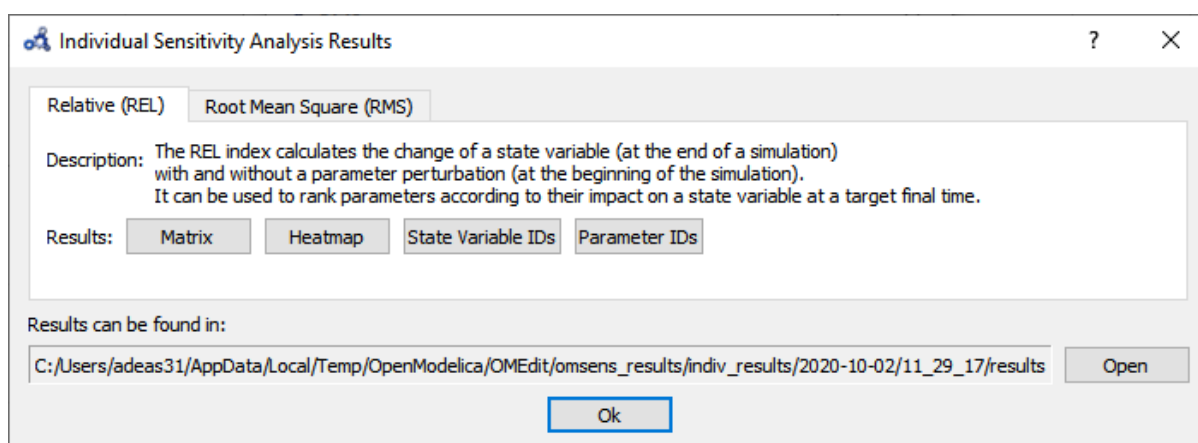 Individual Sensitivity Analysis Results ? X
Relative (REL) Root Mean Square (RMS)
Description: The REL index calculates the change of a state variable (at the end of a simulation)
with and without a parameter perturbation (at the beginning of the simulation).
It can be used to rank parameters according to their impact on a state variable at a target final time.
Results: Matrix Heatmap State Variable IDs Parameter IDs
Results can be found in:
C:/Users/adeas31/AppData/Local/Temp/OpenModelica/OMEdit/omsens_results/indiv_results/2020-10-02/11_29_17/results Open
Ok